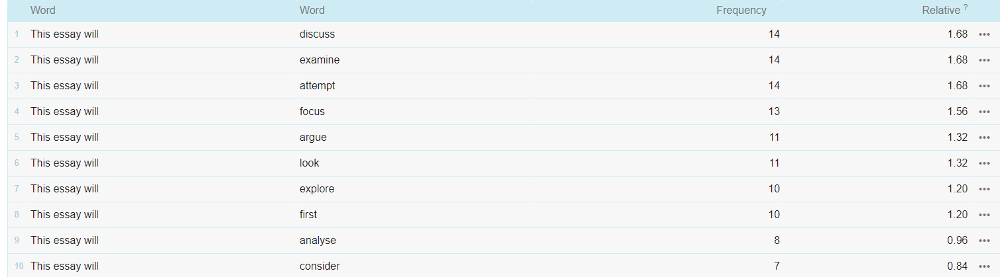 Word Word Frequency Relative ?
1 This essay will discuss 14 1.68 •••
2 This essay will examine 14 1.68 •••
3 This essay will attempt 14 1.68 •••
4 This essay will focus 13 1.56 •••
5 This essay will argue 11 1.32 •••
6 This essay will look 11 1.32 •••
7 This essay will explore 10 1.20 •••
8 This essay will first 10 1.20 •••
9 This essay will analyse 8 0.96 •••
10 This essay will consider 7 0.84 •••